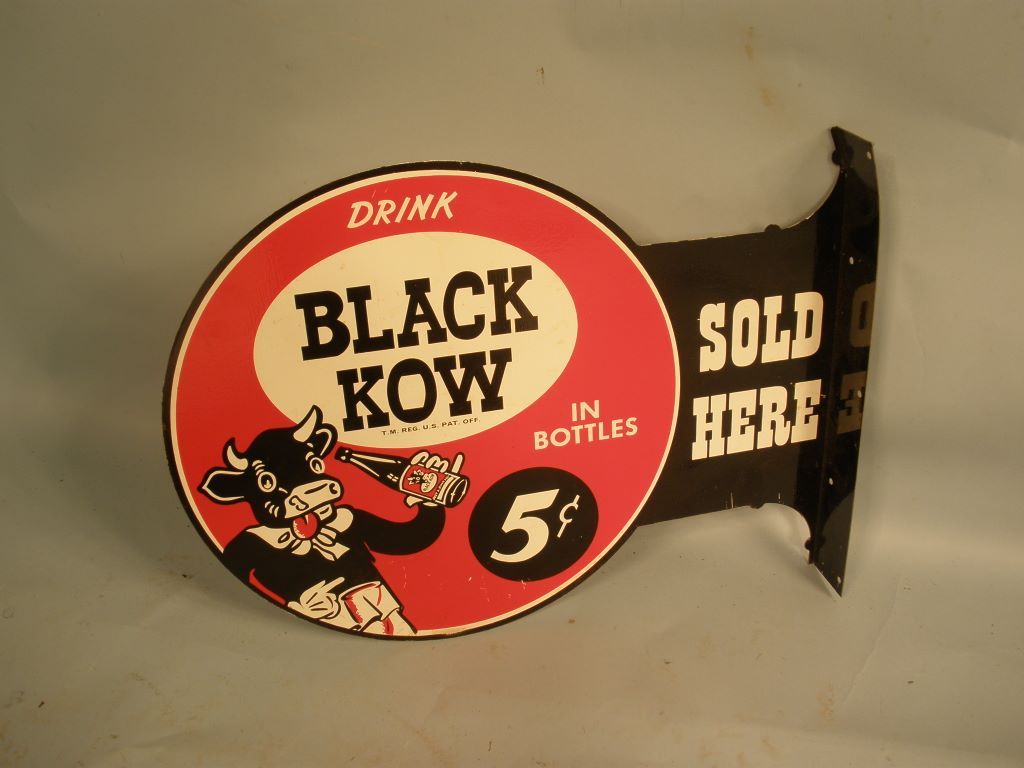 DRINK
BLACK
KOW
T.M. REG. U.S. PAT. OFF.
IN
BOTTLES
5¢
SOLD
HERE